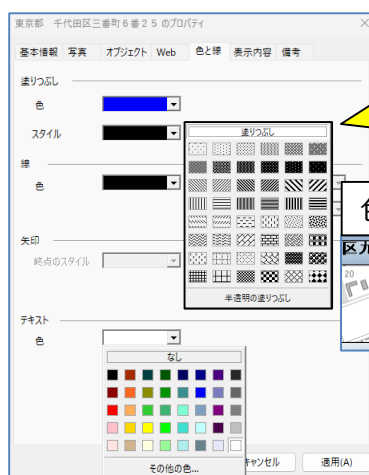 東京都 千代田区三番町6番25 のプロパティ
基本情報 写真 オブジェクト Web 色と線 表示内容 備考
塗りつぶし
色
スタイル
塗りつぶし
半透明の塗りつぶし
線
色
矢印
終点のスタイル
テキスト
色
なし
その他の色...
キャンセル 適用(A)
20